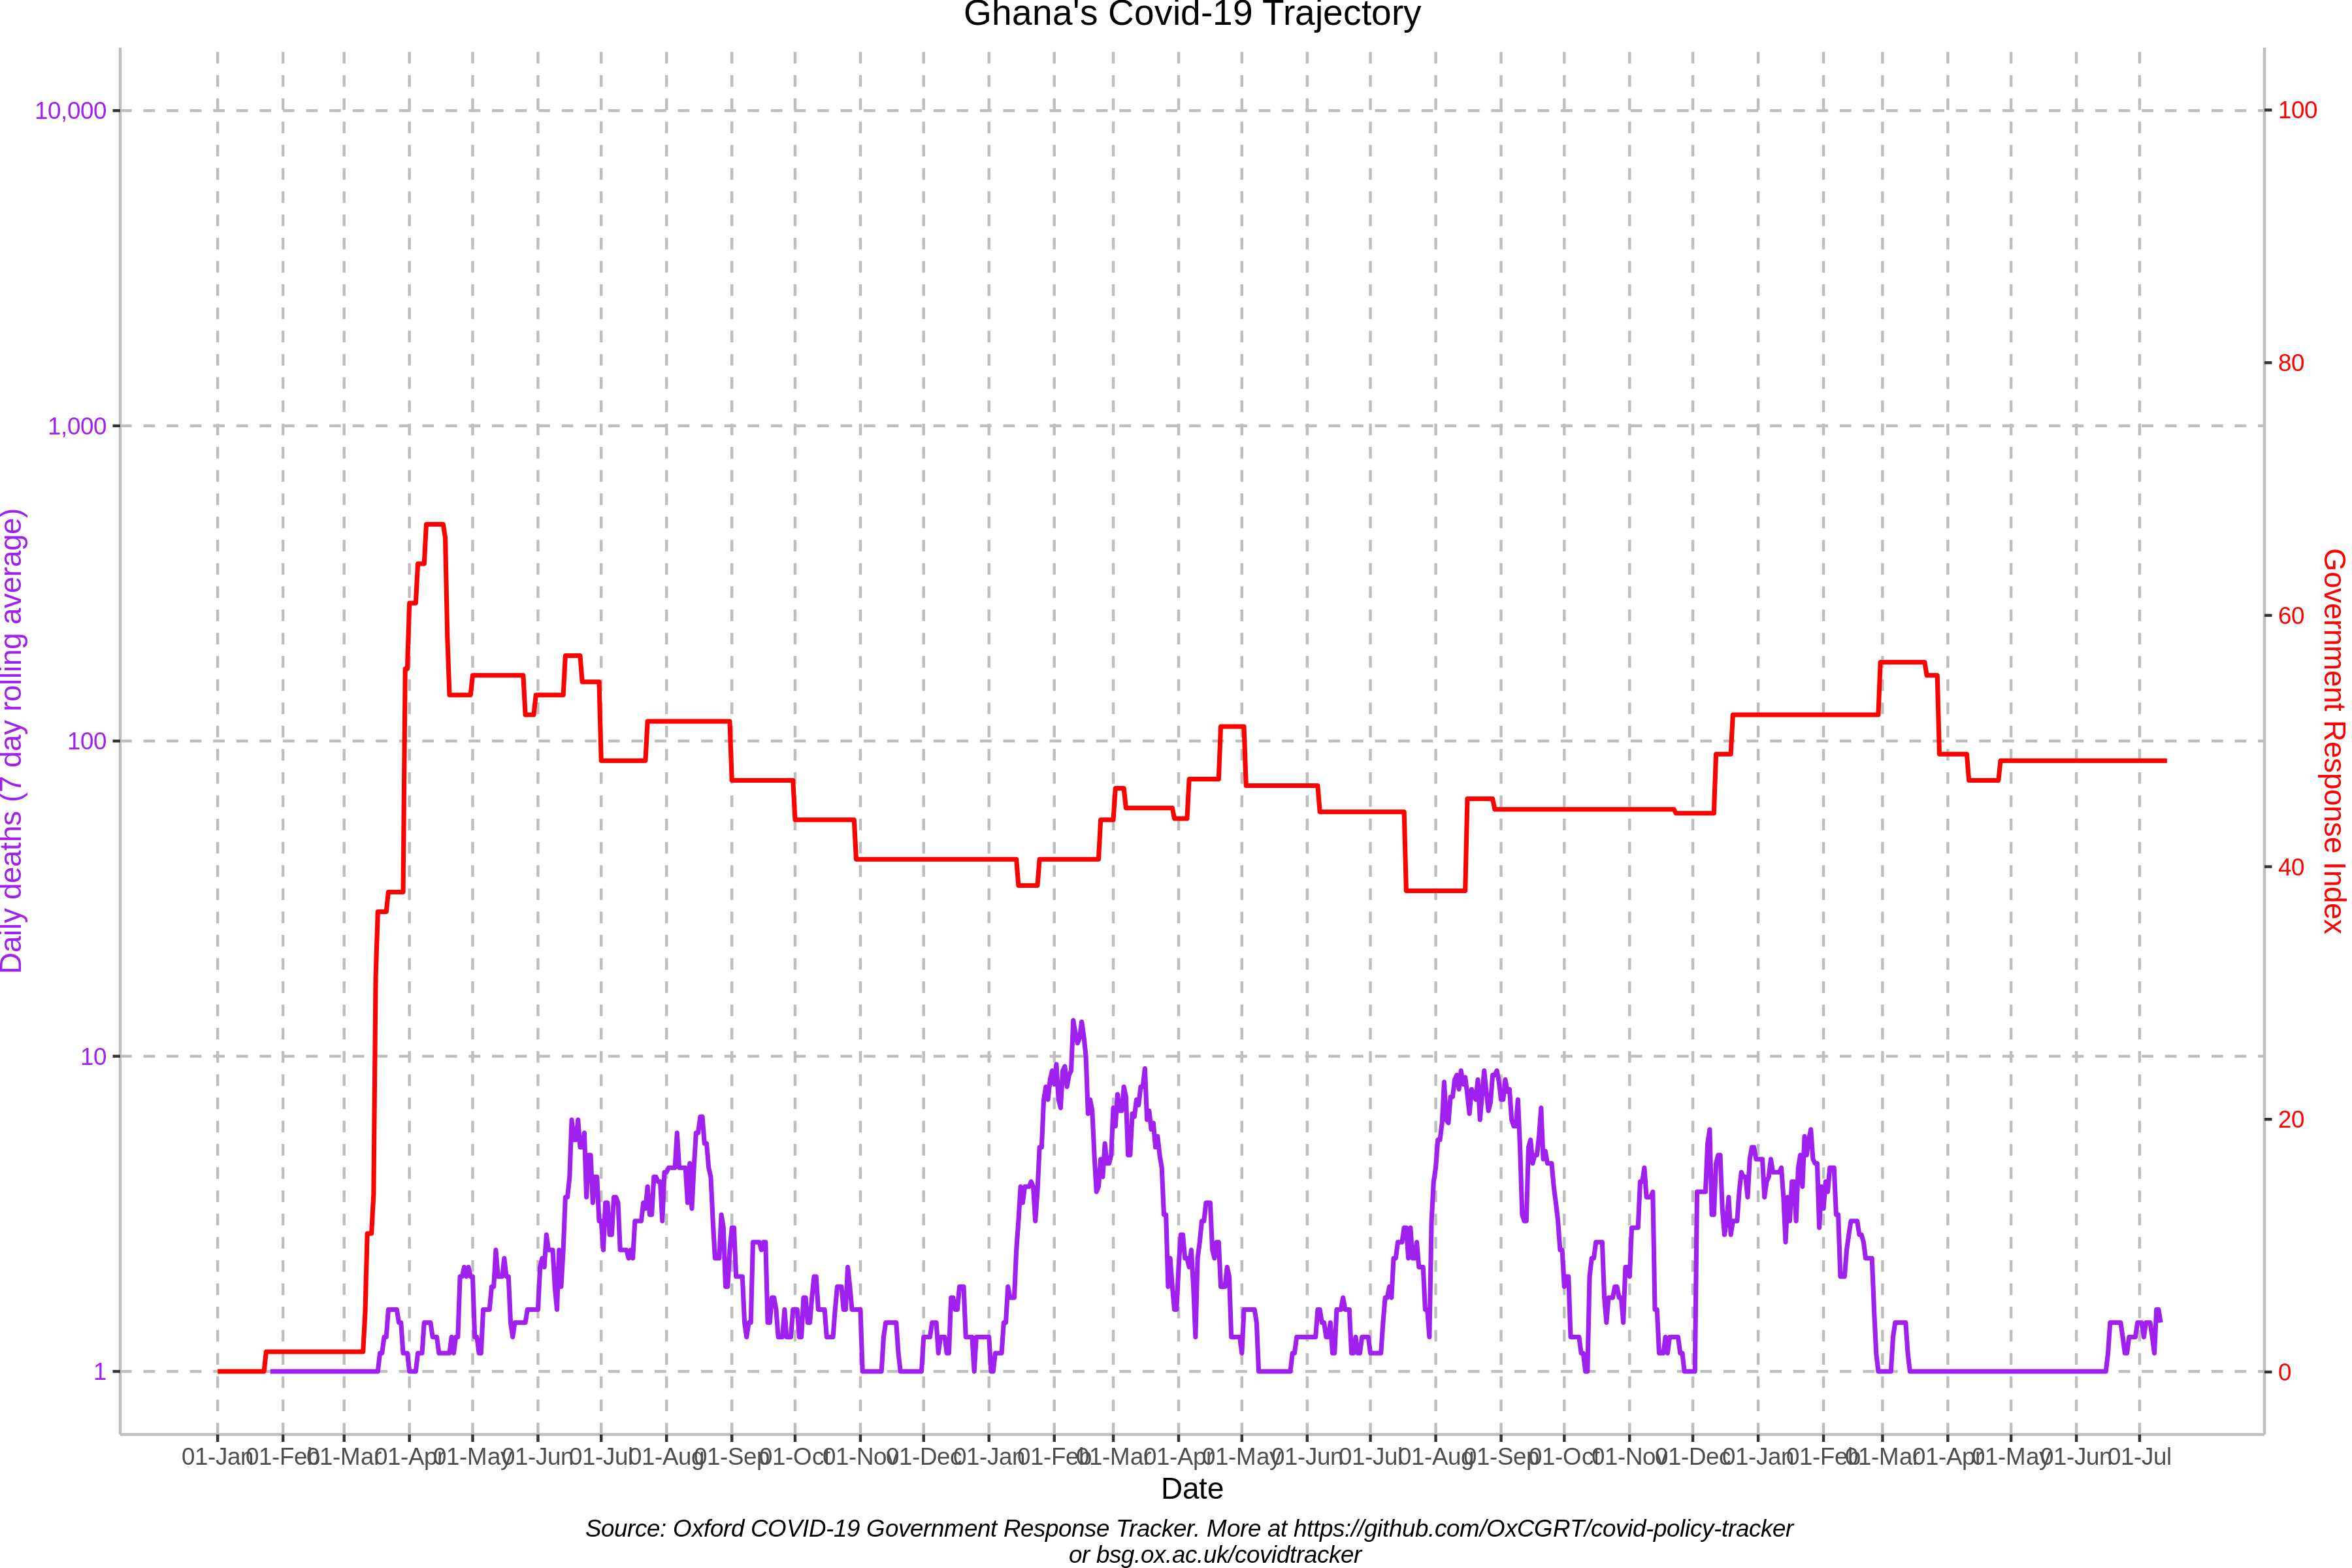 Ghana's Covid-19 Trajectory
10,000
1,000
100
10
1
Daily deaths (7 day rolling average)
100
80
60
40
20
0
Government Response Index
01-Jan 01-Feb 01-Mar 01-Apr 01-May 01-Jun 01-Jul 01-Aug 01-Sep 01-Oct 01-Nov 01-Dec 01-Jan 01-Feb 01-Mar 01-Apr 01-May 01-Jun 01-Jul 01-Aug 01-Sep 01-Oct 01-Nov 01-Dec 01-Jan 01-Feb 01-Mar 01-Apr 01-May 01-Jun 01-Jul
Date
Source: Oxford COVID-19 Government Response Tracker. More at https://github.com/OxCGRT/covid-policy-tracker
or bsg.ox.ac.uk/covidtracker